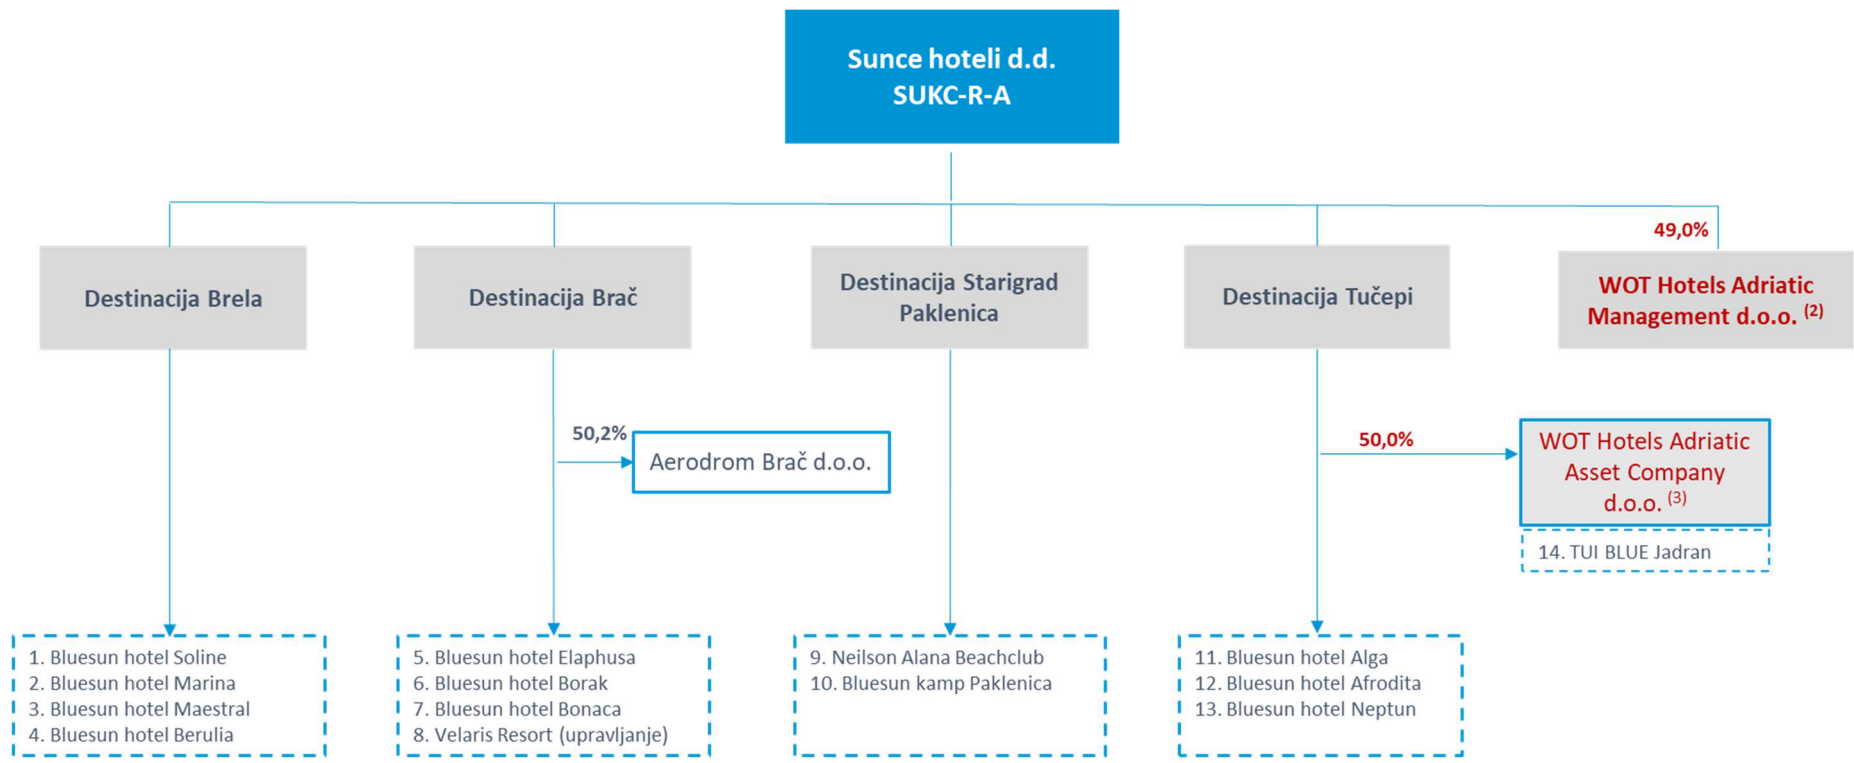 Sunce hoteli d.d.
SUKC-R-A
49,0%
Destinacija Brela
Destinacija Brač
Destinacija Starigrad
Paklenica
Destinacija Tučepi
WOT Hotels Adriatic
Management d.o.o. (2)
50,2%
Aerodrom Brač d.o.o.
50,0%
WOT Hotels Adriatic
Asset Company
d.o.o. (3)
14. TUI BLUE Jadran
1. Bluesun hotel Soline
2. Bluesun hotel Marina
3. Bluesun hotel Maestral
4. Bluesun hotel Berulia
5. Bluesun hotel Elaphusa
6. Bluesun hotel Borak
7. Bluesun hotel Bonaca
8. Velaris Resort (upravljanje)
9. Neilson Alana Beachclub
10. Bluesun kamp Paklenica
11. Bluesun hotel Alga
12. Bluesun hotel Afrodita
13. Bluesun hotel Neptun